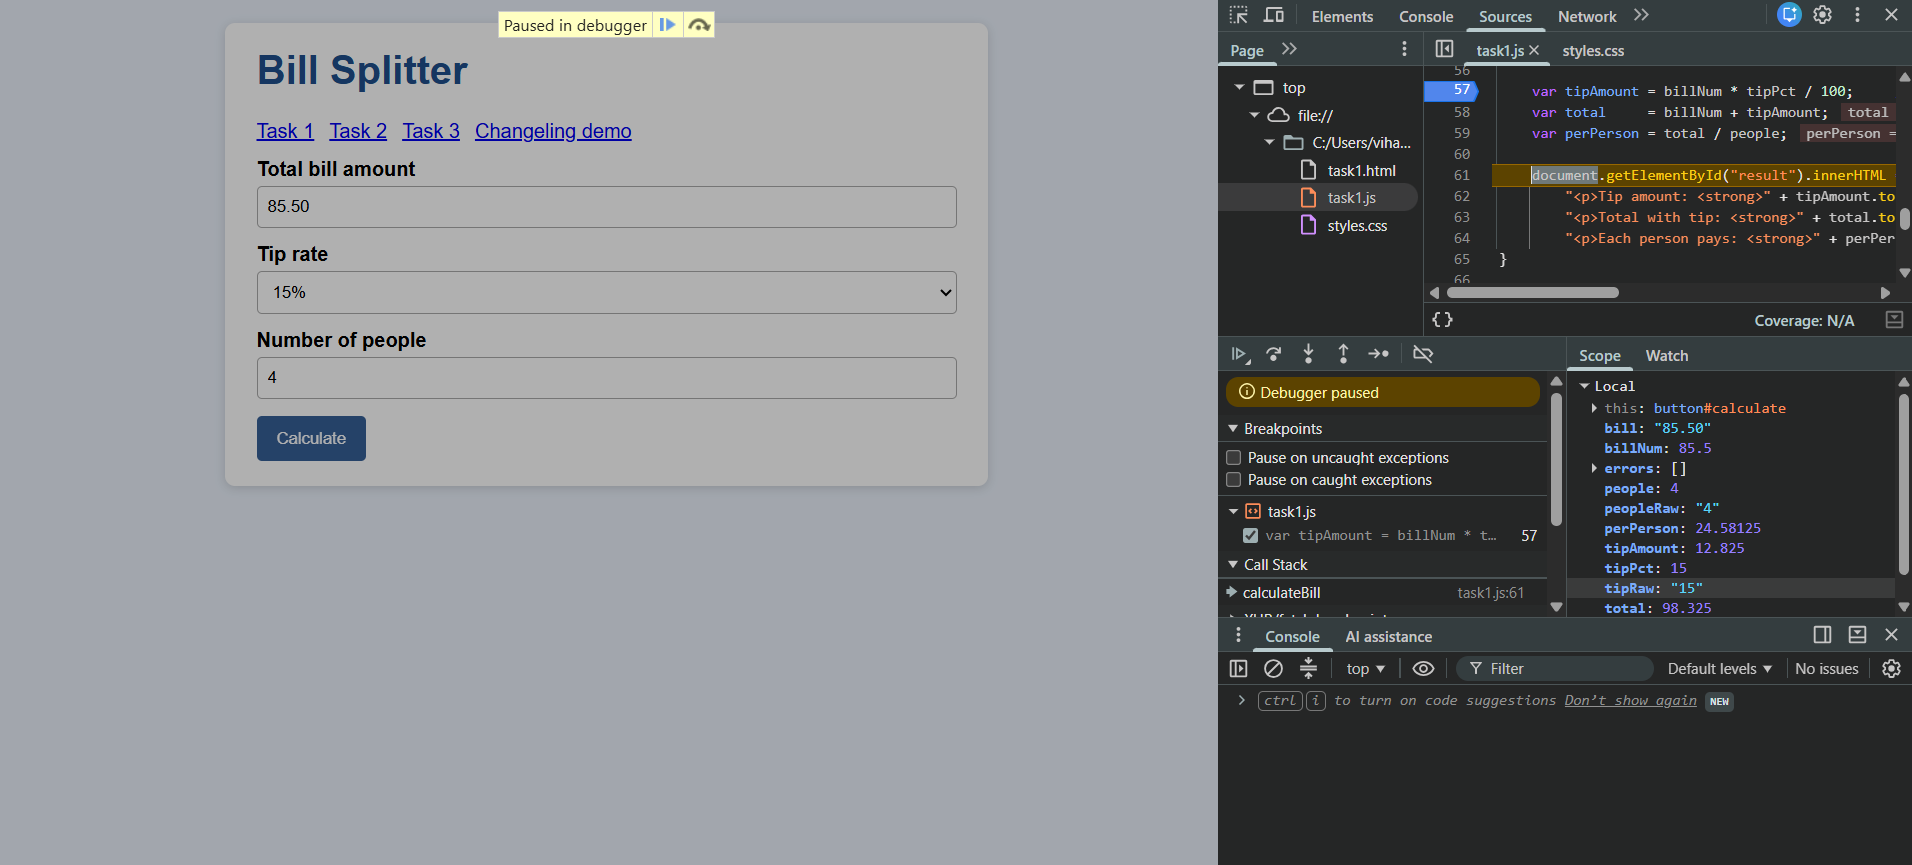 Paused in debugger
Bill Splitter
Task 1 Task 2 Task 3 Changeling demo
Total bill amount
85.50
Tip rate
15%
Number of people
4
Calculate
Elements Console Sources Network
Page
task1.js styles.css
top
file://
C:/Users/viha...
task1.html
task1.js
styles.css
56
57 var tipAmount = billNum * tipPct / 100;
58 var total = billNum + tipAmount; total
59 var perPerson = total / people; perPerson =
60
61 document.getElementById("result").innerHTML
62 "<p>Tip amount: <strong>" + tipAmount.to
63 "<p>Total with tip: <strong>" + total.to
64 "<p>Each person pays: <strong>" + perPer
65 }
66
{} Coverage: N/A
Debugger paused
Breakpoints
Pause on uncaught exceptions
Pause on caught exceptions
task1.js
var tipAmount = billNum * t... 57
Call Stack
calculateBill task1.js:61
Scope Watch
Local
this: button#calculate
bill: "85.50"
billNum: 85.5
errors: []
people: 4
peopleRaw: "4"
perPerson: 24.58125
tipAmount: 12.825
tipPct: 15
tipRaw: "15"
total: 98.325
Console AI assistance
top Filter Default levels No issues
ctrl i to turn on code suggestions Don't show again NEW